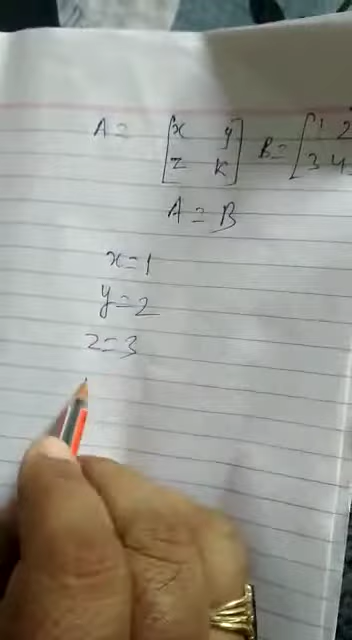 A = [x y B = [1 2
z k] 3 4
A = B
x = 1
y = 2
z = 3